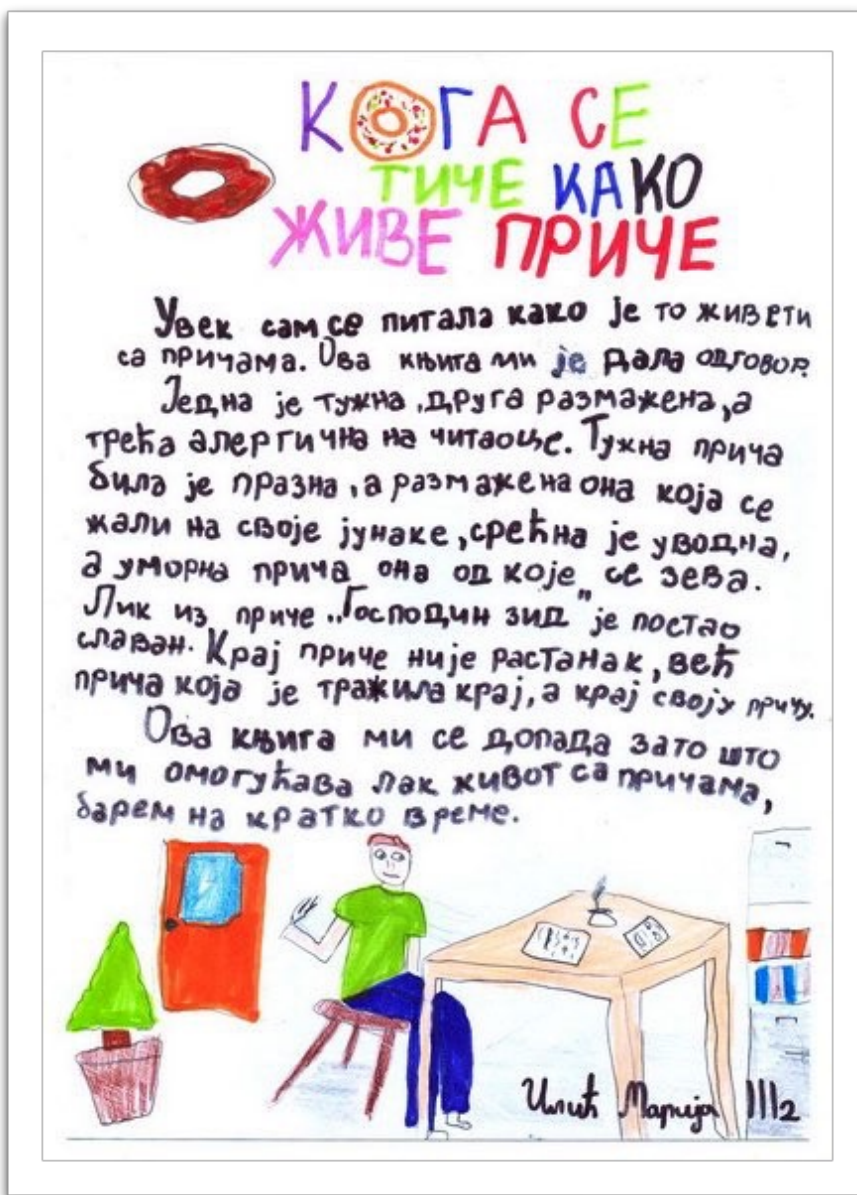 КОГА СЕ
ТИЧЕ КАКО
ЖИВЕ ПРИЧЕ
Увек сам се питала како је то живети
са причама. Ова књига ми је дала одговор.
Једна је тужна, друга размажена, а
трећа алергична на читаоце. Тужна прича
била је празна, а размажена она која се
жали на своје јунаке, срећна је уводна,
а уморна прича она од које се зева.
Лик из приче „Господин зид" је постао
славан. Крај приче није растанак, већ
прича која је тражила крај, а крај своју причу.
Ова књига ми се допада зато што
ми омогућава лак живот са причама,
барем на кратко време.
Илић Марија III2